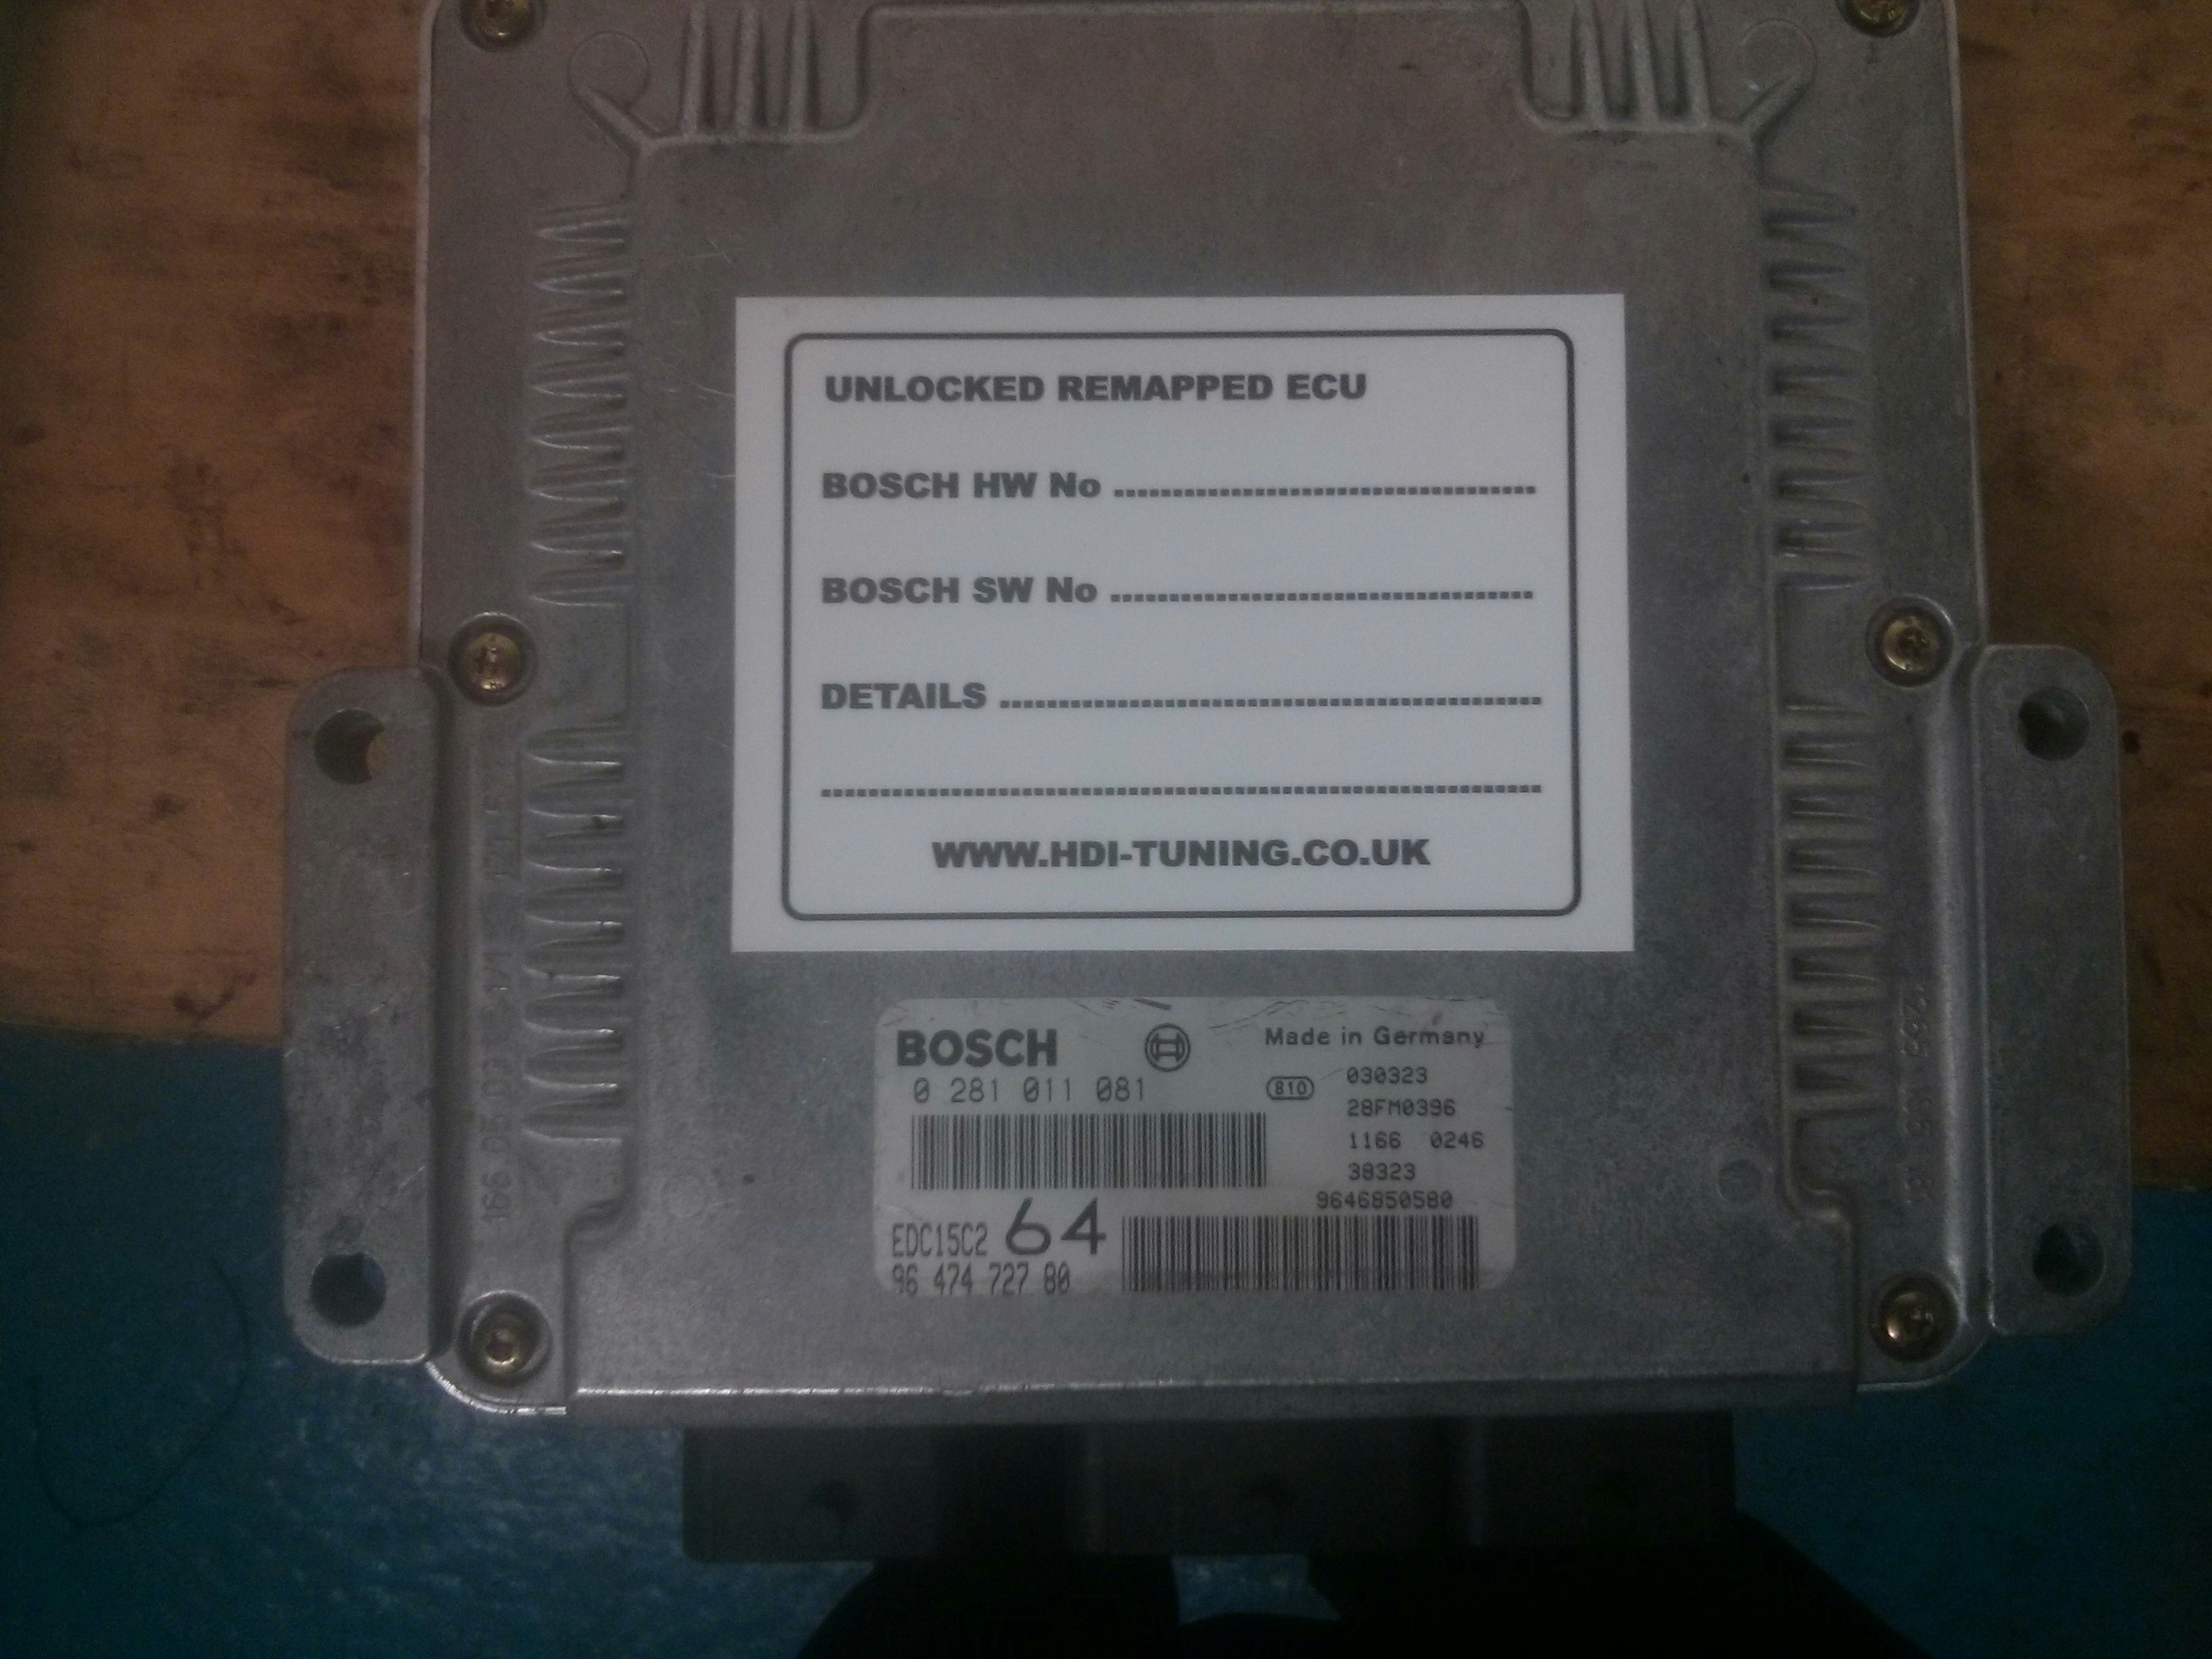 UNLOCKED REMAPPED ECU
BOSCH HW No ....................................
BOSCH SW No ....................................
DETAILS ..............................................
.............................................................
WWW.HDI-TUNING.CO.UK
BOSCH Made in Germany
0 281 011 081 810 030323
28FM0396
1166 0246
38323
9646850580
EDC15C2 64
96 474 727 80